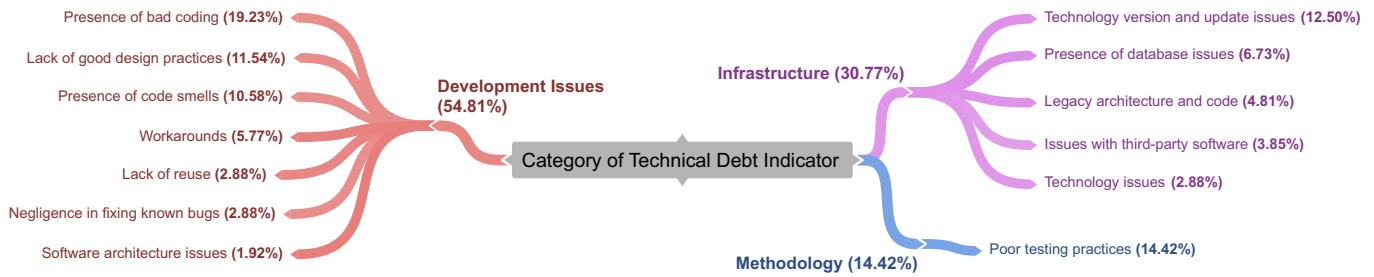 Category of Technical Debt Indicator
Development Issues
(54.81%)
Presence of bad coding (19.23%)
Lack of good design practices (11.54%)
Presence of code smells (10.58%)
Workarounds (5.77%)
Lack of reuse (2.88%)
Negligence in fixing known bugs (2.88%)
Software architecture issues (1.92%)
Infrastructure (30.77%)
Technology version and update issues (12.50%)
Presence of database issues (6.73%)
Legacy architecture and code (4.81%)
Issues with third-party software (3.85%)
Technology issues (2.88%)
Methodology (14.42%)
Poor testing practices (14.42%)